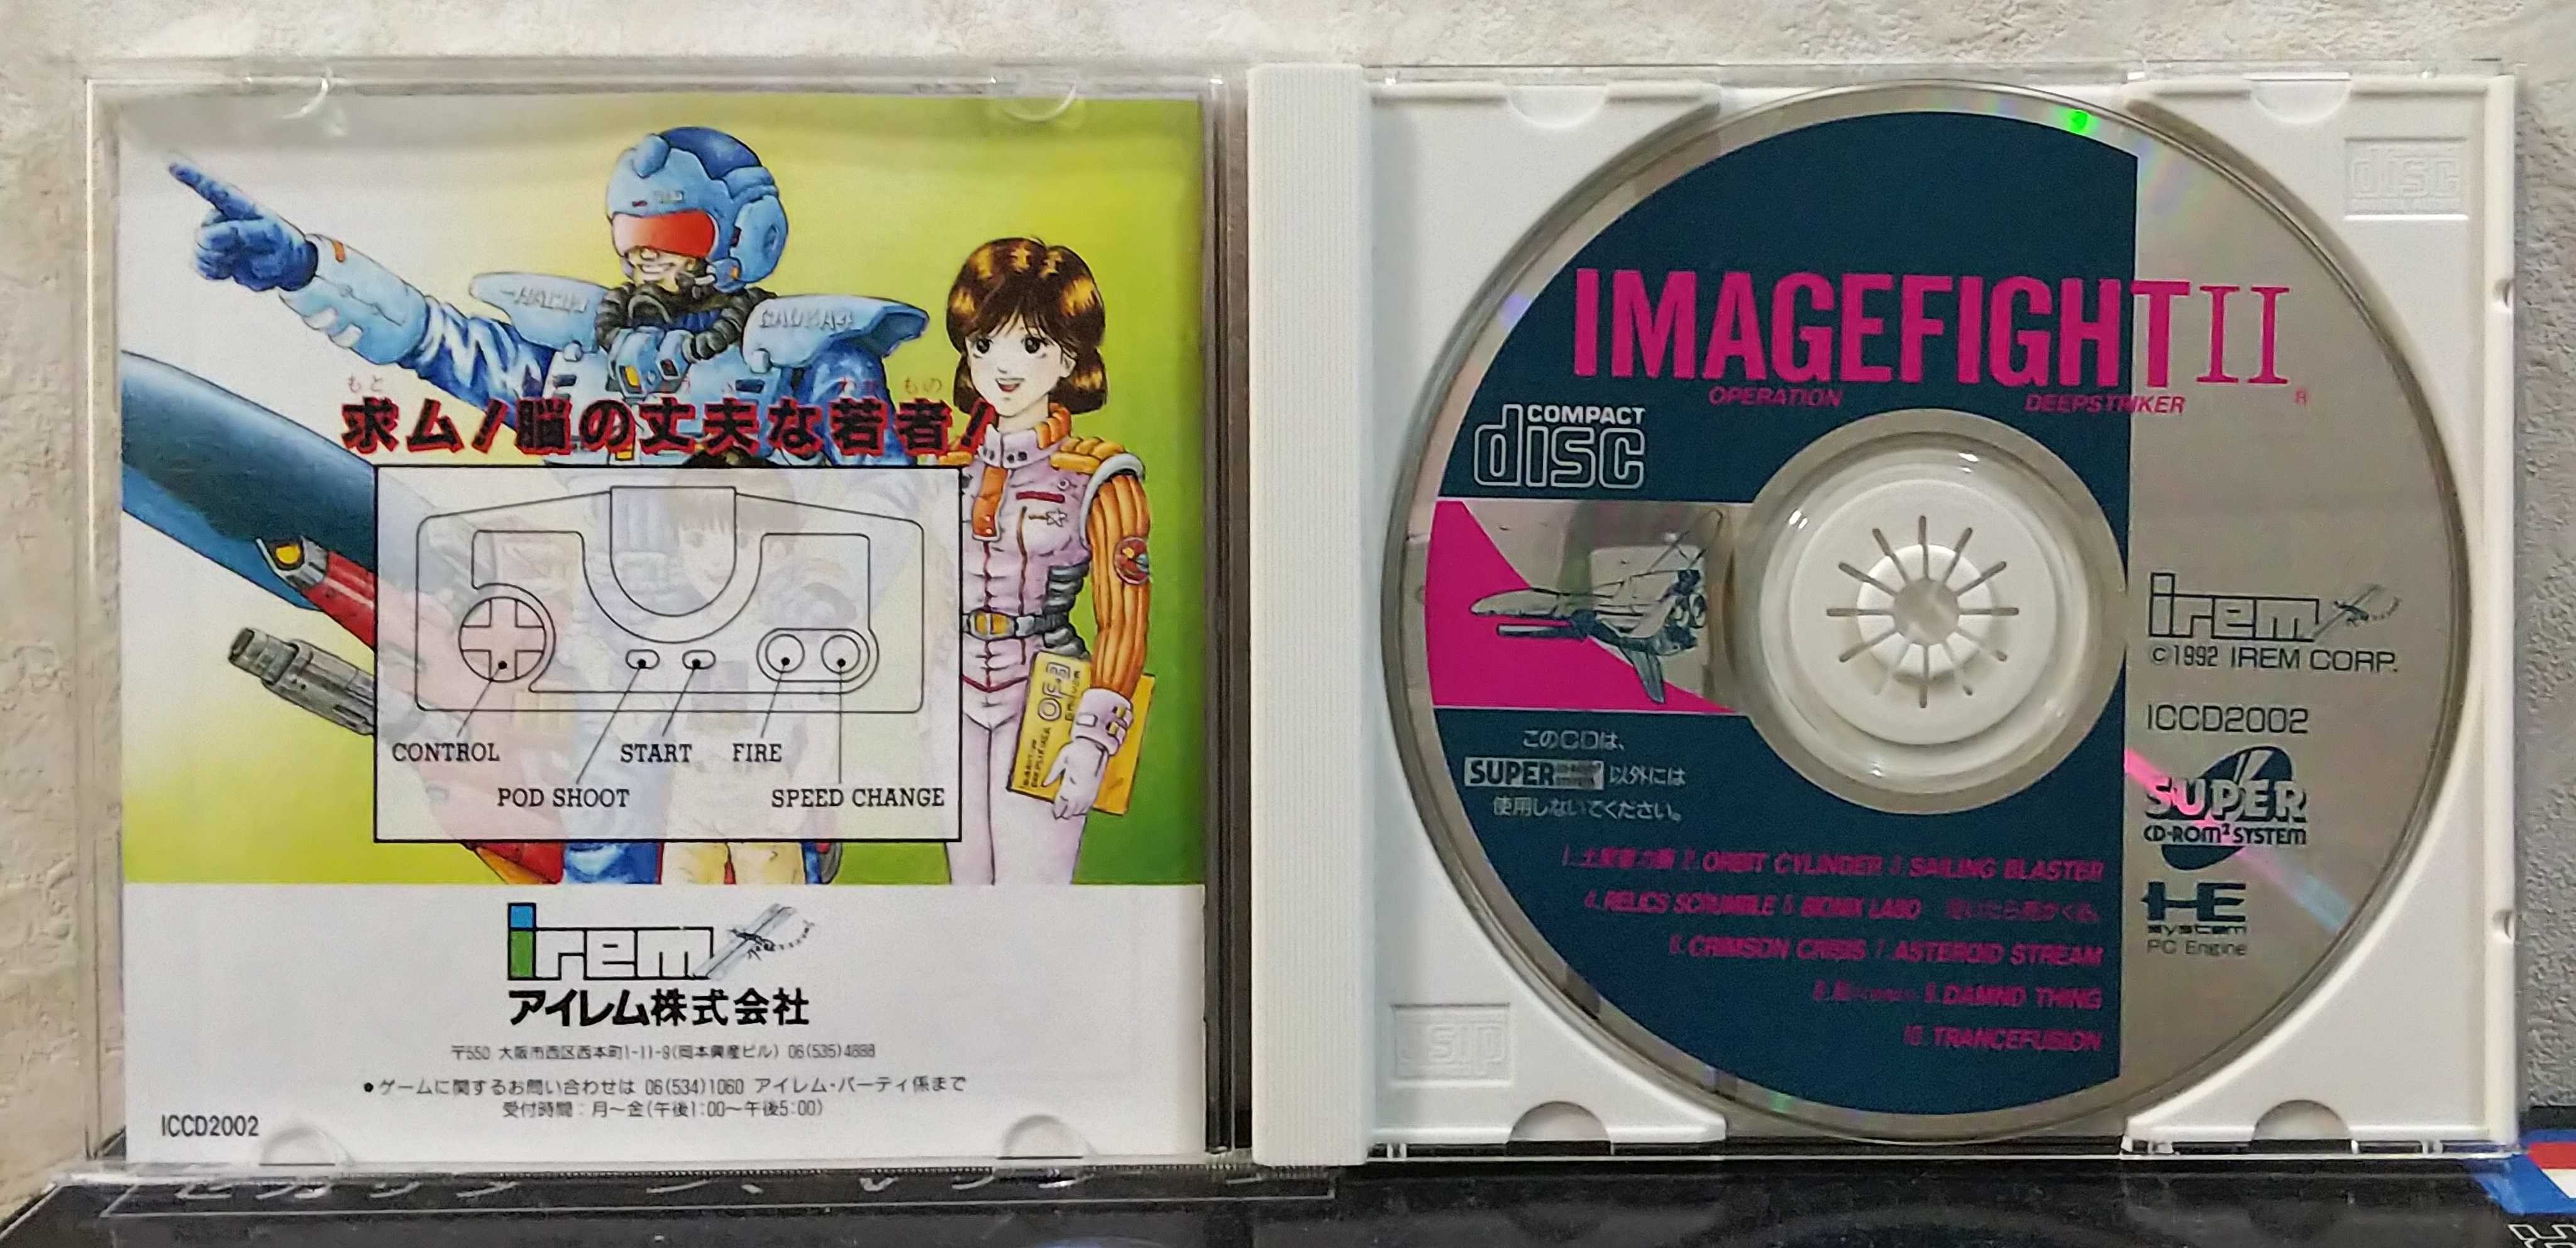 もと　　　　　　　　　わか もの
求ム!脳の丈夫な若者!
CONTROL
START
FIRE
POD SHOOT
SPEED CHANGE
irem
アイレム株式会社
〒550 大阪市西区西本町1-11-9(岡本興産ビル) 06(535)4888
●ゲームに関するお問い合わせは 06(534)1060 アイレム・パーティ係まで
受付時間:月～金(午後1:00～午後5:00)
ICCD2002
IMAGEFIGHT II
OPERATION DEEPSTRIKER
COMPACT
disc
このCDは、
SUPER 以外には
使用しないでください。
2.ORBIT CYLINDER 3.SAILING BLASTER
4.RELICS SCRUMBLE 5.BIONIX LABO
6.CRIMSON CRISIS 7.ASTEROID STREAM
9.DAMND THING
10.TRANCEFUSION
irem
©1992 IREM CORP.
ICCD2002
SUPER
CD-ROM² SYSTEM
HE
system
PC Engine
disc